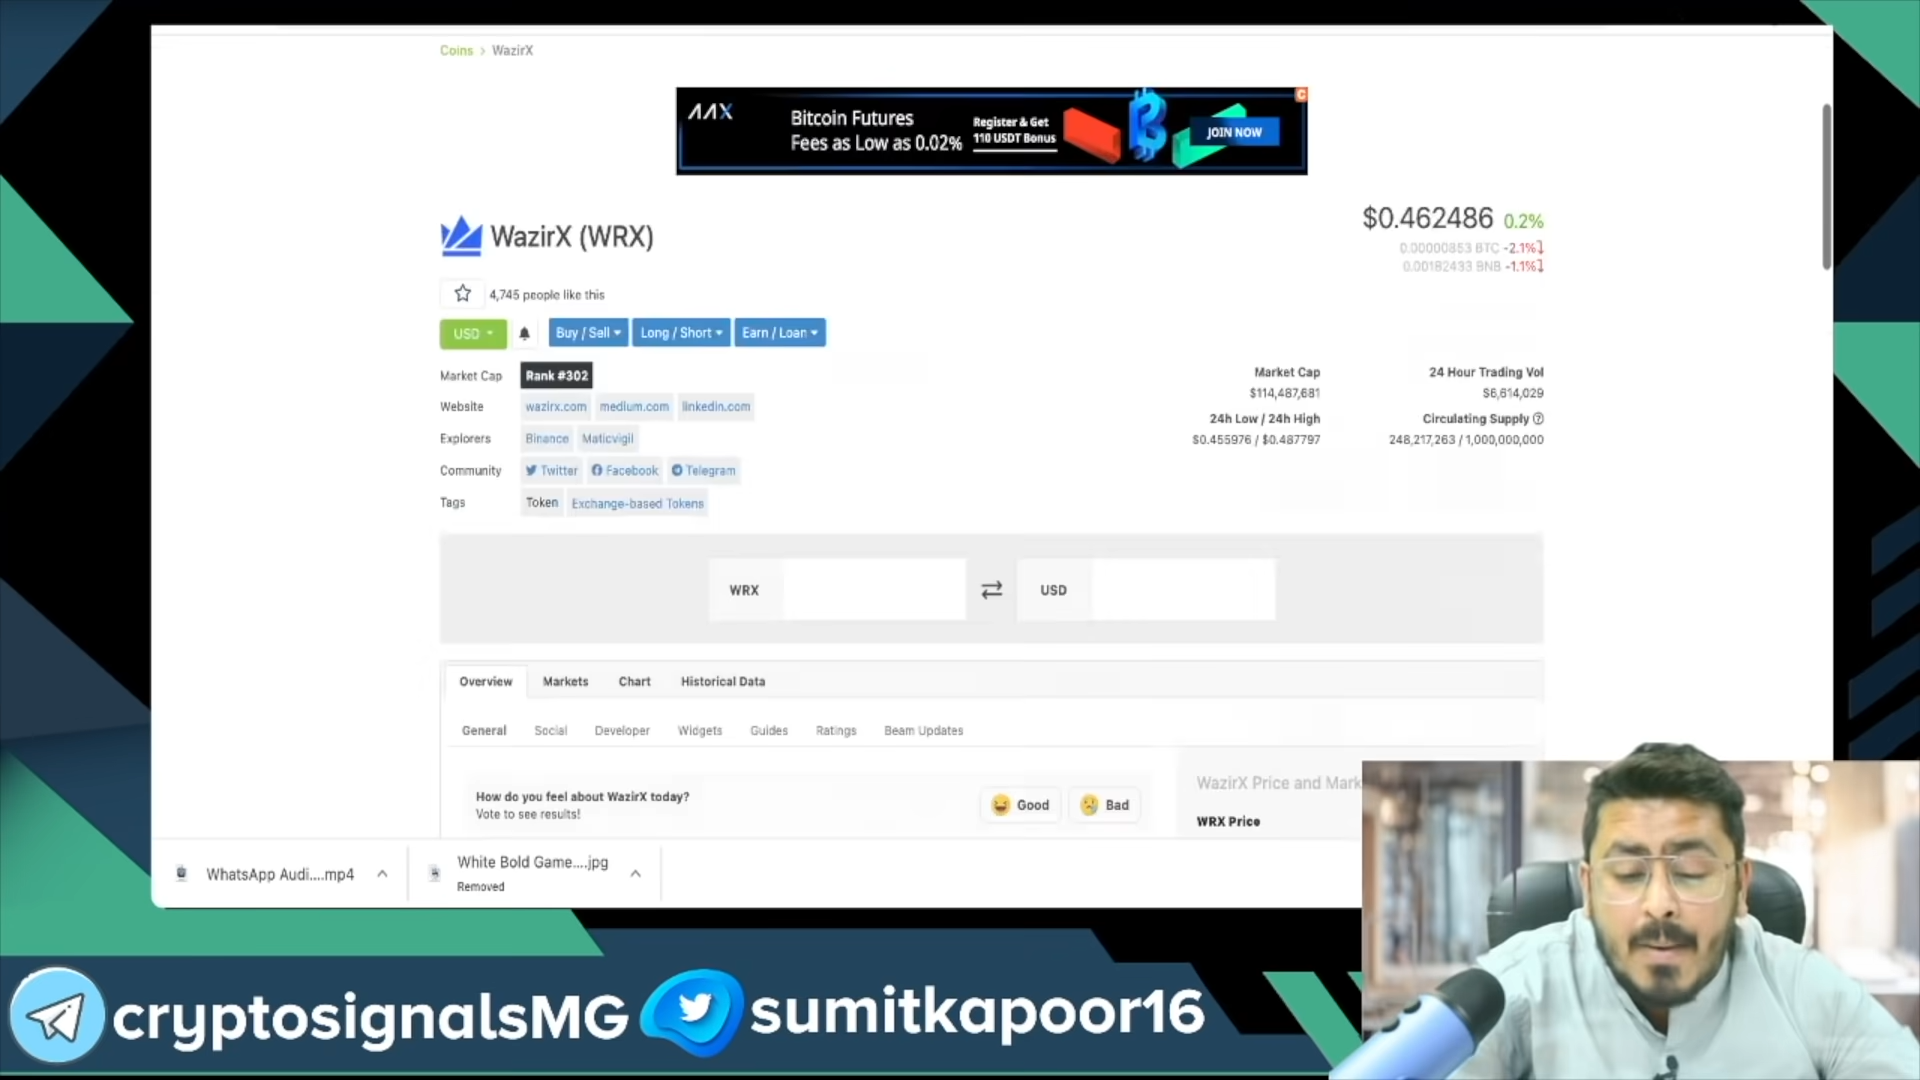 Coins > WazirX
AAX
Bitcoin Futures
Fees as Low as 0.02%
Register & Get
110 USDT Bonus
JOIN NOW
C
WazirX (WRX)
$0.462486 0.2%
0.00000853 BTC -2.1%
0.00182433 BNB -1.1%
4,745 people like this
USD
Buy / Sell
Long / Short
Earn / Loan
Market Cap Rank #302
Website wazirx.com medium.com linkedin.com
Explorers Binance Maticvigil
Community Twitter Facebook Telegram
Tags Token Exchange-based Tokens
Market Cap
$114,487,681
24 Hour Trading Vol
$6,614,029
24h Low / 24h High
$0.455976 / $0.487797
Circulating Supply ?
248,217,263 / 1,000,000,000
WRX
USD
Overview Markets Chart Historical Data
General Social Developer Widgets Guides Ratings Beam Updates
How do you feel about WazirX today?
Vote to see results!
Good
Bad
WazirX Price and Mark
WRX Price
WhatsApp Audi....mp4
White Bold Game....jpg
Removed
cryptosignalsMG
sumitkapoor16